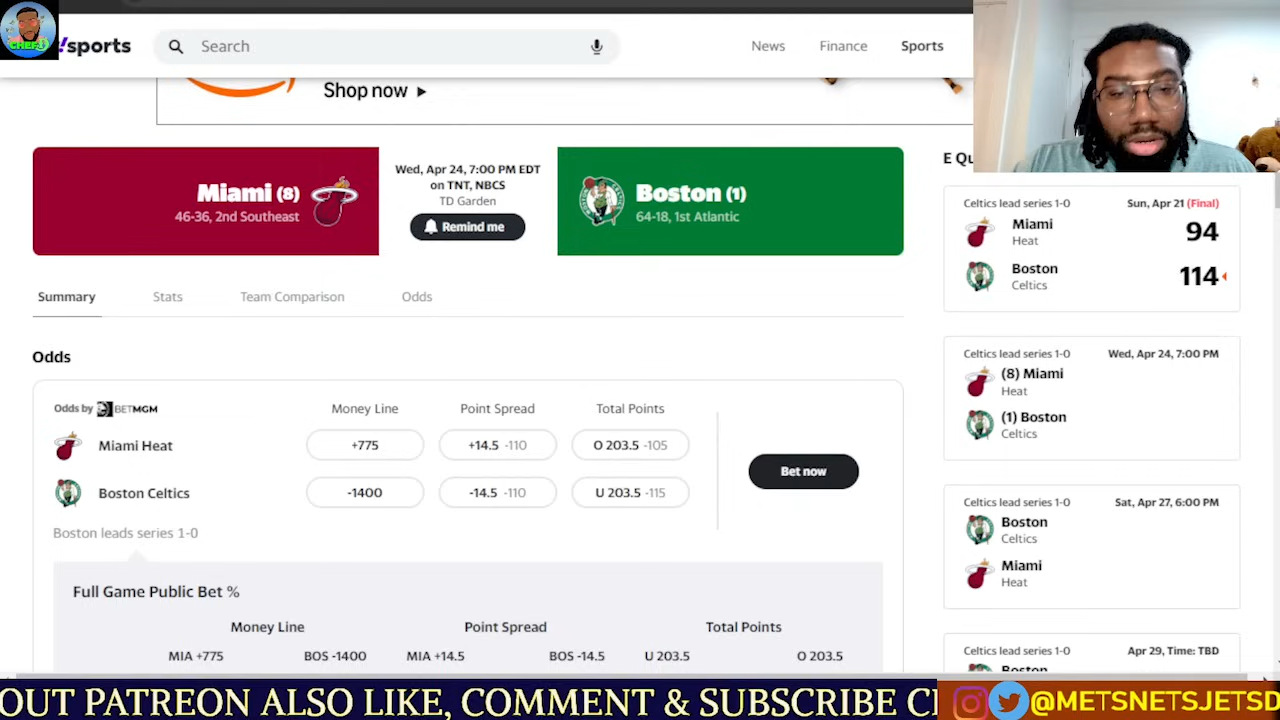 CHEFJ
!sports
Search
News
Finance
Sports
Shop now ▶
Miami (8)
46-36, 2nd Southeast
Wed, Apr 24, 7:00 PM EDT
on TNT, NBCS
TD Garden
Remind me
Boston (1)
64-18, 1st Atlantic
Summary
Stats
Team Comparison
Odds
Odds
Odds by BETMGM
Money Line
Point Spread
Total Points
Miami Heat
+775
+14.5 -110
O 203.5 -105
Boston Celtics
-1400
-14.5 -110
U 203.5 -115
Bet now
Boston leads series 1-0
Full Game Public Bet %
Money Line
Point Spread
Total Points
MIA +775
BOS -1400
MIA +14.5
BOS -14.5
U 203.5
O 203.5
Celtics lead series 1-0
Sun, Apr 21 (Final)
Miami
94
Heat
Boston
114
Celtics
Celtics lead series 1-0
Wed, Apr 24, 7:00 PM
(8) Miami
Heat
(1) Boston
Celtics
Celtics lead series 1-0
Sat, Apr 27, 6:00 PM
Boston
Celtics
Miami
Heat
Celtics lead series 1-0
Apr 29, Time: TBD
Boston
OUT PATREON ALSO LIKE, COMMENT & SUBSCRIBE
@METSNETSJETSD